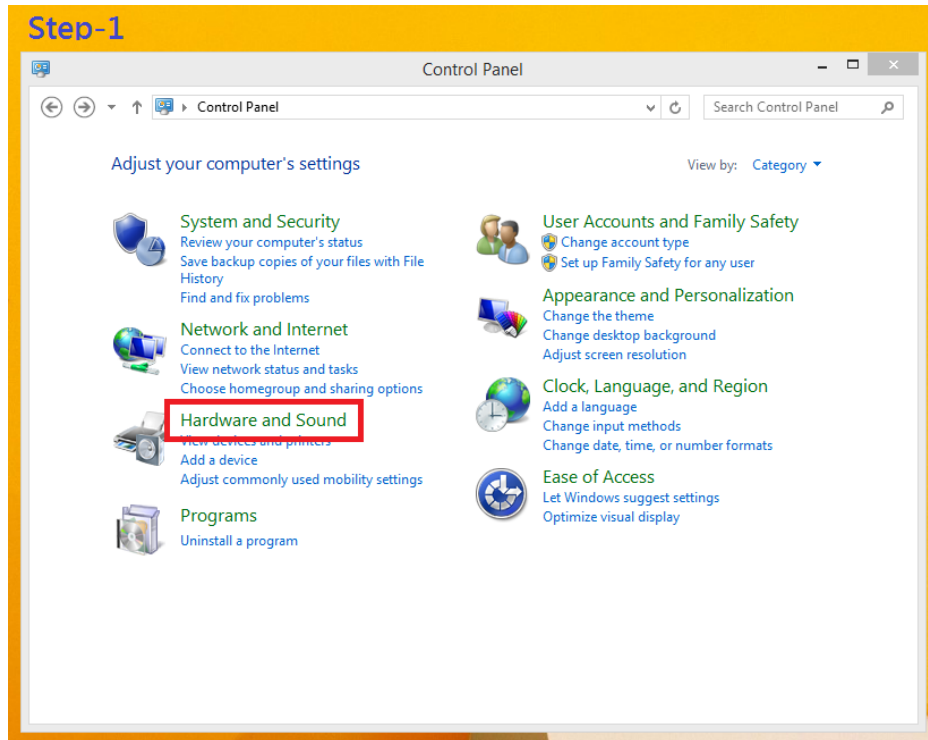 Step-1
Control Panel
Control Panel
Search Control Panel
Adjust your computer's settings
View by: Category
System and Security
Review your computer's status
Save backup copies of your files with File
History
Find and fix problems
Network and Internet
Connect to the Internet
View network status and tasks
Choose homegroup and sharing options
Hardware and Sound
View devices and printers
Add a device
Adjust commonly used mobility settings
Programs
Uninstall a program
User Accounts and Family Safety
Change account type
Set up Family Safety for any user
Appearance and Personalization
Change the theme
Change desktop background
Adjust screen resolution
Clock, Language, and Region
Add a language
Change input methods
Change date, time, or number formats
Ease of Access
Let Windows suggest settings
Optimize visual display